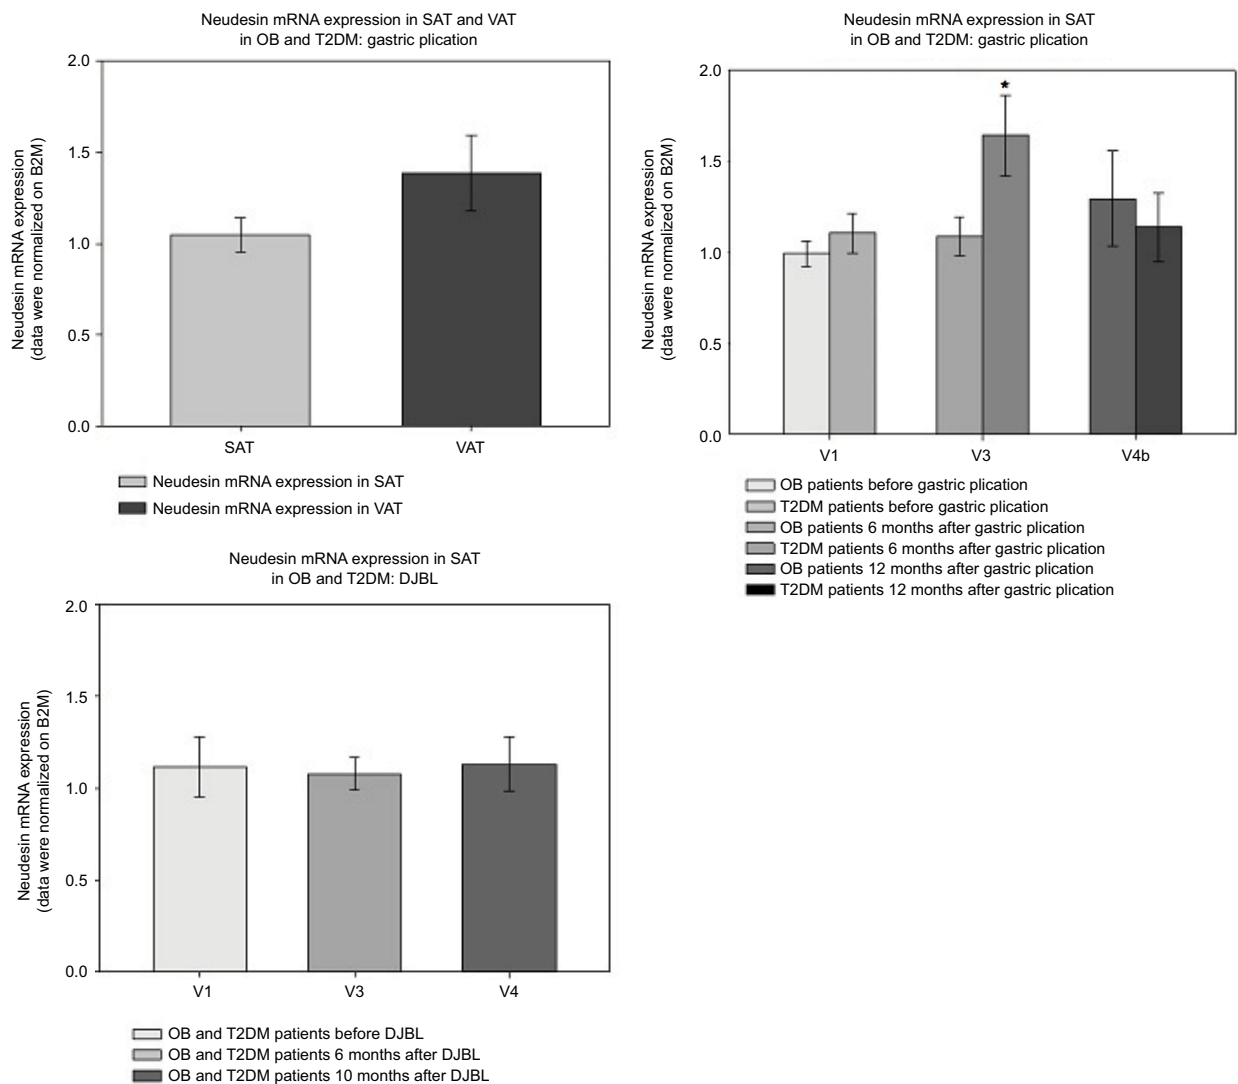 Neudesin mRNA expression in SAT and VAT
in OB and T2DM: gastric plication
Neudesin mRNA expression
(data were normalized on B2M)
2.0
1.5
1.0
0.5
0.0
SAT
VAT
Neudesin mRNA expression in SAT
Neudesin mRNA expression in VAT
Neudesin mRNA expression in SAT
in OB and T2DM: gastric plication
Neudesin mRNA expression
(data were normalized on B2M)
2.0
1.5
1.0
0.5
0.0
*
V1
V3
V4b
OB patients before gastric plication
T2DM patients before gastric plication
OB patients 6 months after gastric plication
T2DM patients 6 months after gastric plication
OB patients 12 months after gastric plication
T2DM patients 12 months after gastric plication
Neudesin mRNA expression in SAT
in OB and T2DM: DJBL
Neudesin mRNA expression
(data were normalized on B2M)
2.0
1.5
1.0
0.5
0.0
V1
V3
V4
OB and T2DM patients before DJBL
OB and T2DM patients 6 months after DJBL
OB and T2DM patients 10 months after DJBL